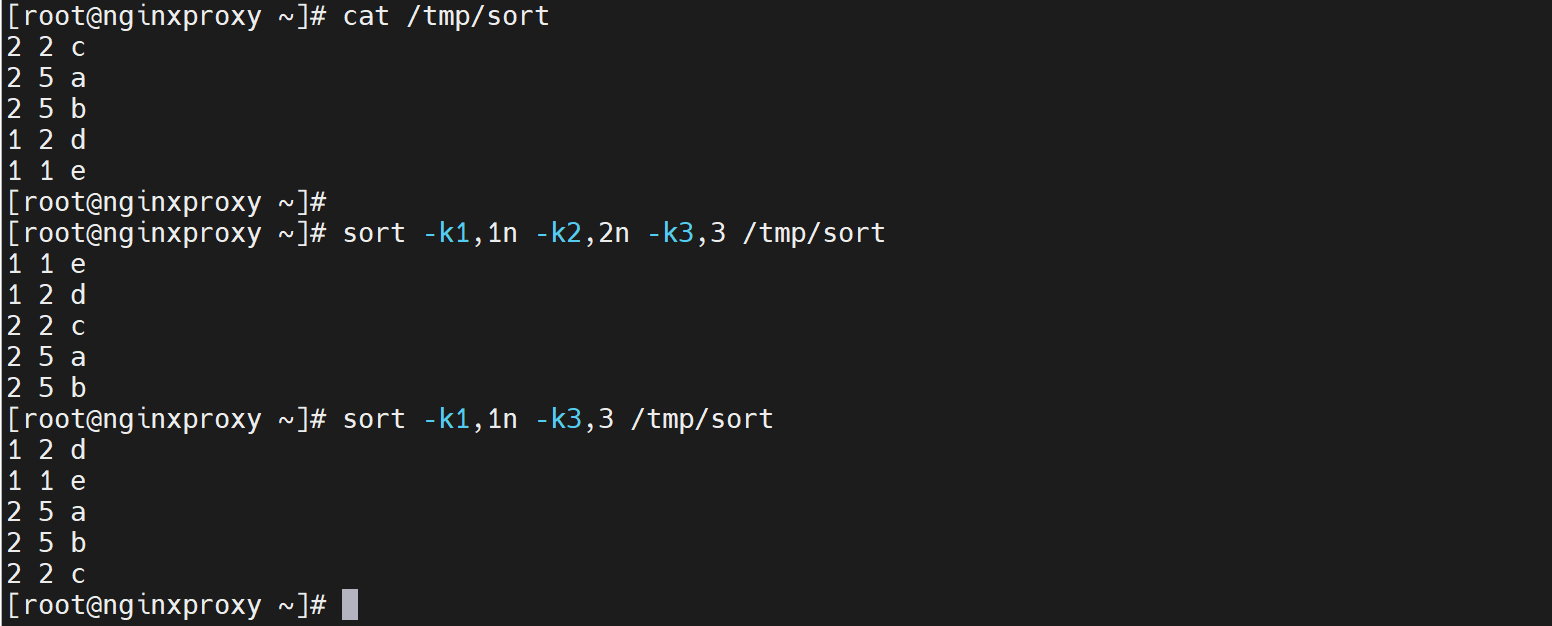 [root@nginxproxy ~]# cat /tmp/sort
2 2 c
2 5 a
2 5 b
1 2 d
1 1 e
[root@nginxproxy ~]#
[root@nginxproxy ~]# sort -k1,1n -k2,2n -k3,3 /tmp/sort
1 1 e
1 2 d
2 2 c
2 5 a
2 5 b
[root@nginxproxy ~]# sort -k1,1n -k3,3 /tmp/sort
1 2 d
1 1 e
2 5 a
2 5 b
2 2 c
[root@nginxproxy ~]#